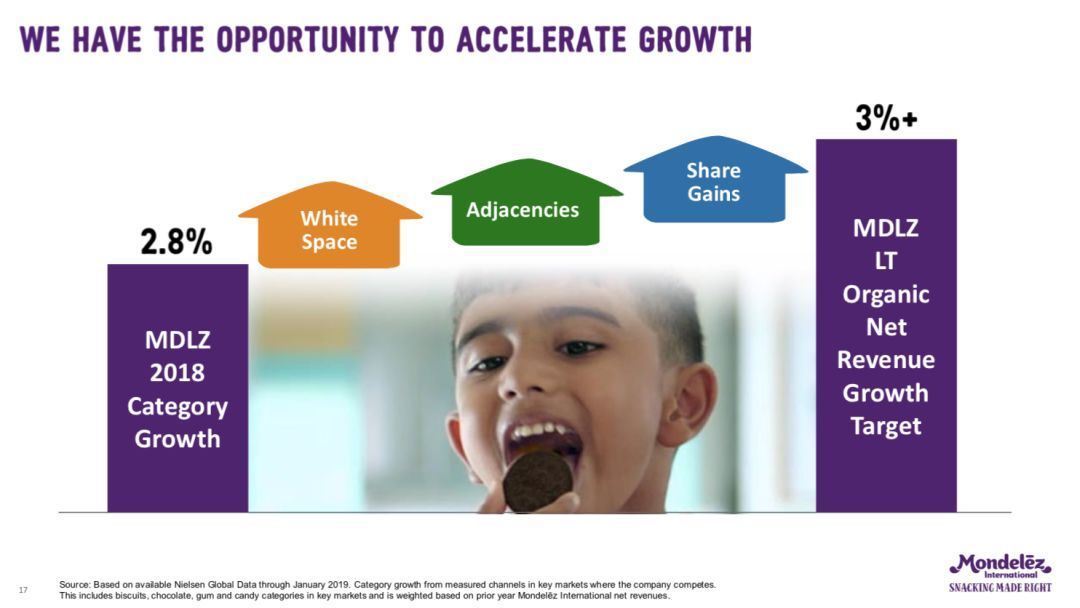 WE HAVE THE OPPORTUNITY TO ACCELERATE GROWTH
3%+
Share
Gains
Adjacencies
White
Space
2.8%
MDLZ
2018
Category
Growth
MDLZ
LT
Organic
Net
Revenue
Growth
Target
Mondelēz
International
SNACKING MADE RIGHT
17
Source: Based on available Nielsen Global Data through January 2019. Category growth from measured channels in key markets where the company competes.
This includes biscuits, chocolate, gum and candy categories in key markets and is weighted based on prior year Mondelēz International net revenues.